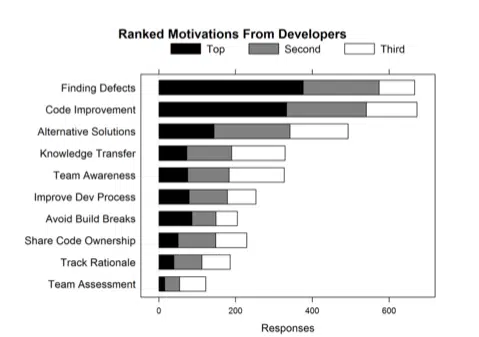 Ranked Motivations From Developers
Top Second Third
Finding Defects
Code Improvement
Alternative Solutions
Knowledge Transfer
Team Awareness
Improve Dev Process
Avoid Build Breaks
Share Code Ownership
Track Rationale
Team Assessment
0 200 400 600
Responses